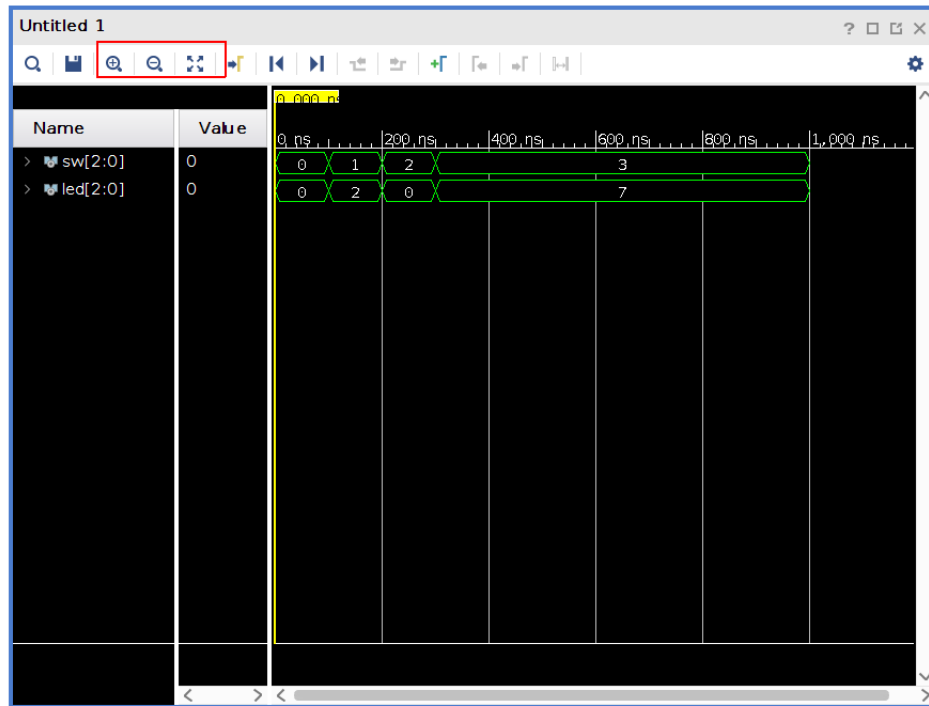 Untitled 1
?
0.000 ns
Name Value
0 ns 200 ns 400 ns 600 ns 800 ns 1,000 ns
sw[2:0] 0 0 1 2 3
led[2:0] 0 0 2 0 7